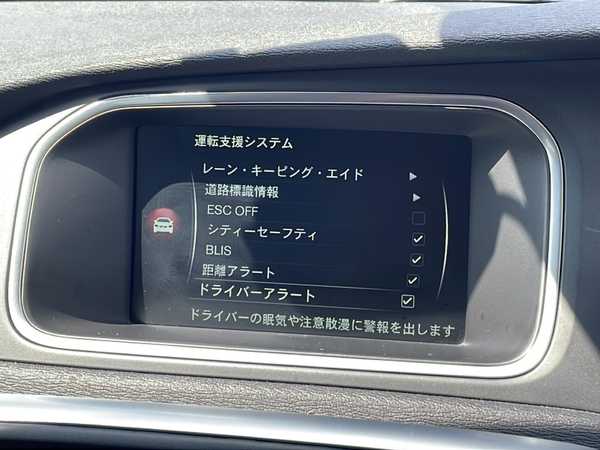 運転支援システム
レーン・キーピング・エイド
道路標識情報
ESC OFF
シティーセーフティ
BLIS
距離アラート
ドライバーアラート
ドライバーの眠気や注意散漫に警報を出します